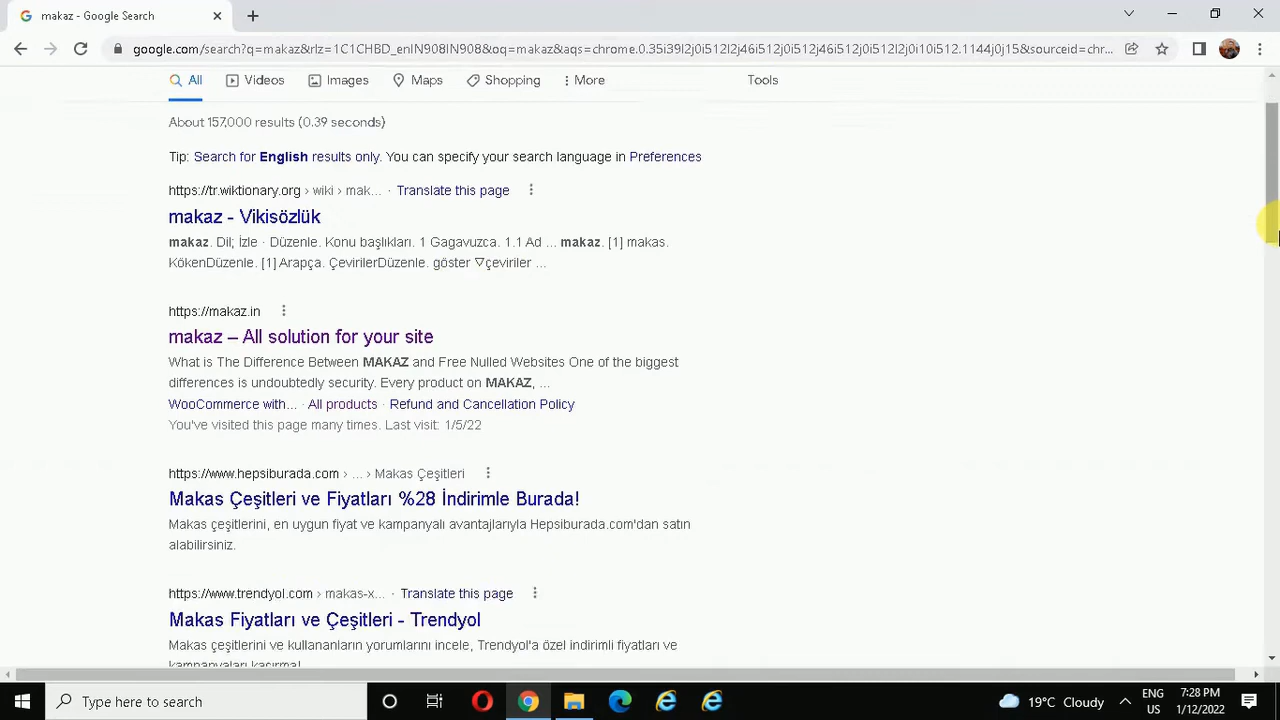 makaz - Google Search
google.com/search?q=makaz&rlz=1C1CHBD_enIN908IN908&oq=makaz&aqs=chrome.0.35i39l2j0i512l2j46i512j0i512j46i512j0i512l2j0i10i512.1144j0j15&sourceid=chr...
All Videos Images Maps Shopping More Tools
About 157,000 results (0.39 seconds)
Tip: Search for English results only. You can specify your search language in Preferences
https://tr.wiktionary.org › wiki › mak... · Translate this page
makaz - Vikisözlük
makaz. Dil; İzle · Düzenle. Konu başlıkları. 1 Gagavuzca. 1.1 Ad ... makaz. [1] makas.
KökenDüzenle. [1] Arapça. ÇevirilerDüzenle. göster ▽çeviriler ...
https://makaz.in
makaz – All solution for your site
What is The Difference Between MAKAZ and Free Nulled Websites One of the biggest
differences is undoubtedly security. Every product on MAKAZ, ...
WooCommerce with... · All products · Refund and Cancellation Policy
You've visited this page many times. Last visit: 1/5/22
https://www.hepsiburada.com › ... › Makas Çeşitleri
Makas Çeşitleri ve Fiyatları %28 İndirimle Burada!
Makas çeşitlerini, en uygun fiyat ve kampanyalı avantajlarıyla Hepsiburada.com'dan satın
alabilirsiniz.
https://www.trendyol.com › makas-x... · Translate this page
Makas Fiyatları ve Çeşitleri - Trendyol
Makas çeşitlerini ve kullananların yorumlarını incele, Trendyol'a özel indirimli fiyatları ve
kampanyaları kaçırma!
Type here to search
19°C Cloudy
ENG
US
7:28 PM
1/12/2022